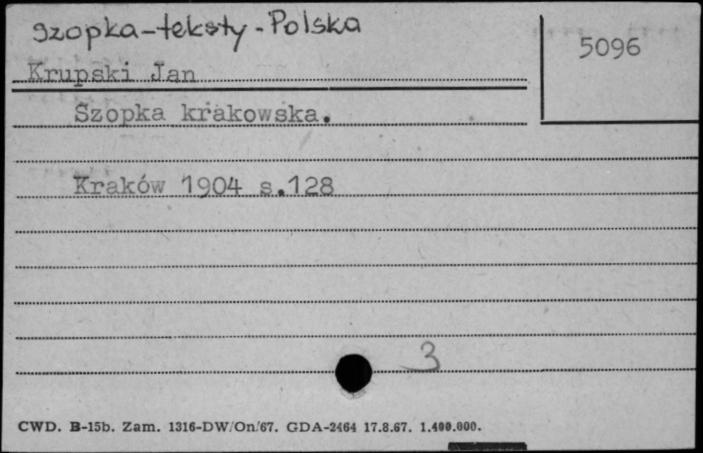 szopka-teksty-Polska
5096
Krupski Jan
Szopka krakowska.
Kraków 1904 s.128
3
CWD. B-15b. Zam. 1316-DW/On/67. GDA-2464 17.8.67. 1.400.000.